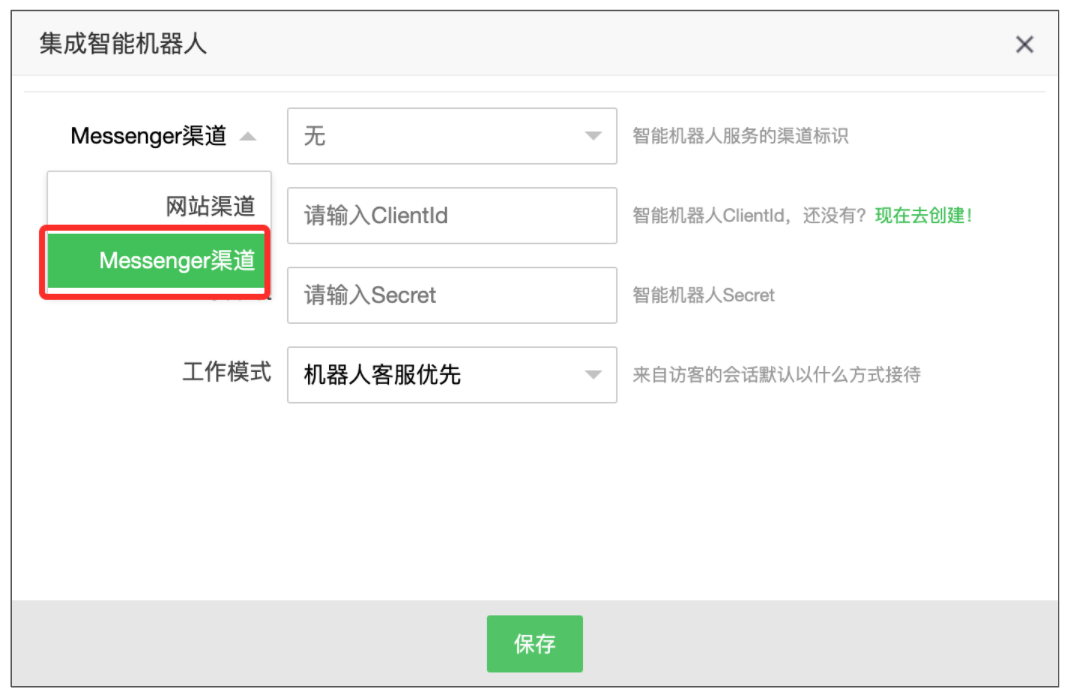 集成智能机器人
Messenger渠道 无 智能机器人服务的渠道标识
网站渠道
请输入ClientId 智能机器人ClientId，还没有？现在去创建！
Messenger渠道
请输入Secret 智能机器人Secret
工作模式 机器人客服优先 来自访客的会话默认以什么方式接待
保存